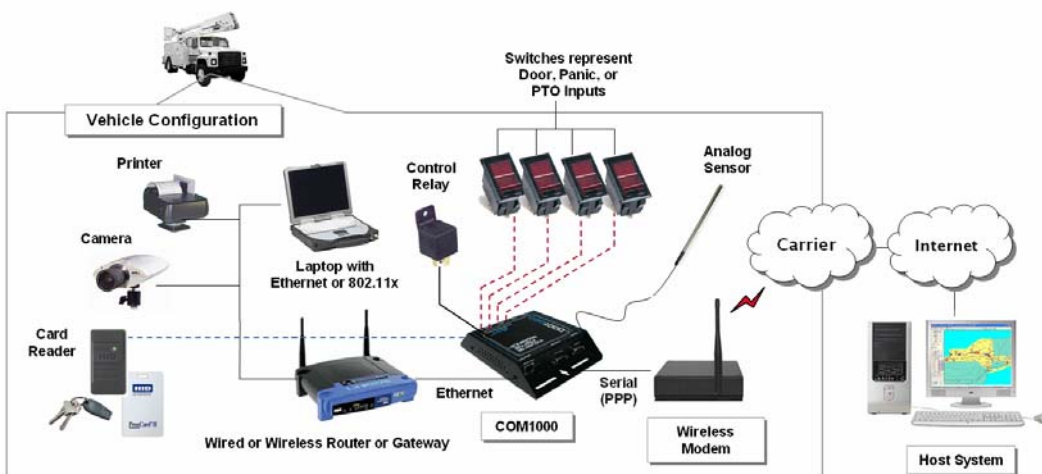 Switches represent
Door, Panic, or
PTO Inputs
Vehicle Configuration
Printer
Control
Relay
Analog
Sensor
Camera
Laptop with
Ethernet or 802.11x
Carrier
Internet
Card
Reader
HID
Ethernet
Serial
(PPP)
COM1000
Wireless
Modem
Wired or Wireless Router or Gateway
Host System